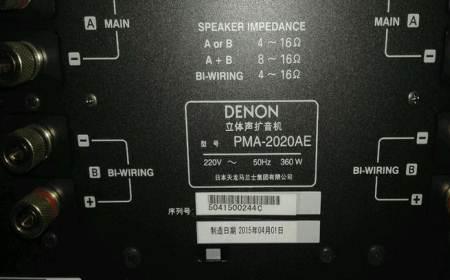 A MAIN
−
SPEAKER IMPEDANCE
A or B 4 ~ 16Ω
A + B 8 ~ 16Ω
BI-WIRING 4 ~ 16Ω
MAIN A
−
DENON
立体声扩音机
型 号 PMA-2020AE
220V ～ 50Hz 360 W
日本天龙马兰士集团有限公司
−
B BI-WIRING
+
−
BI-WIRING B
+
序列号:
5041500244C
制造日期 2015年04月01日